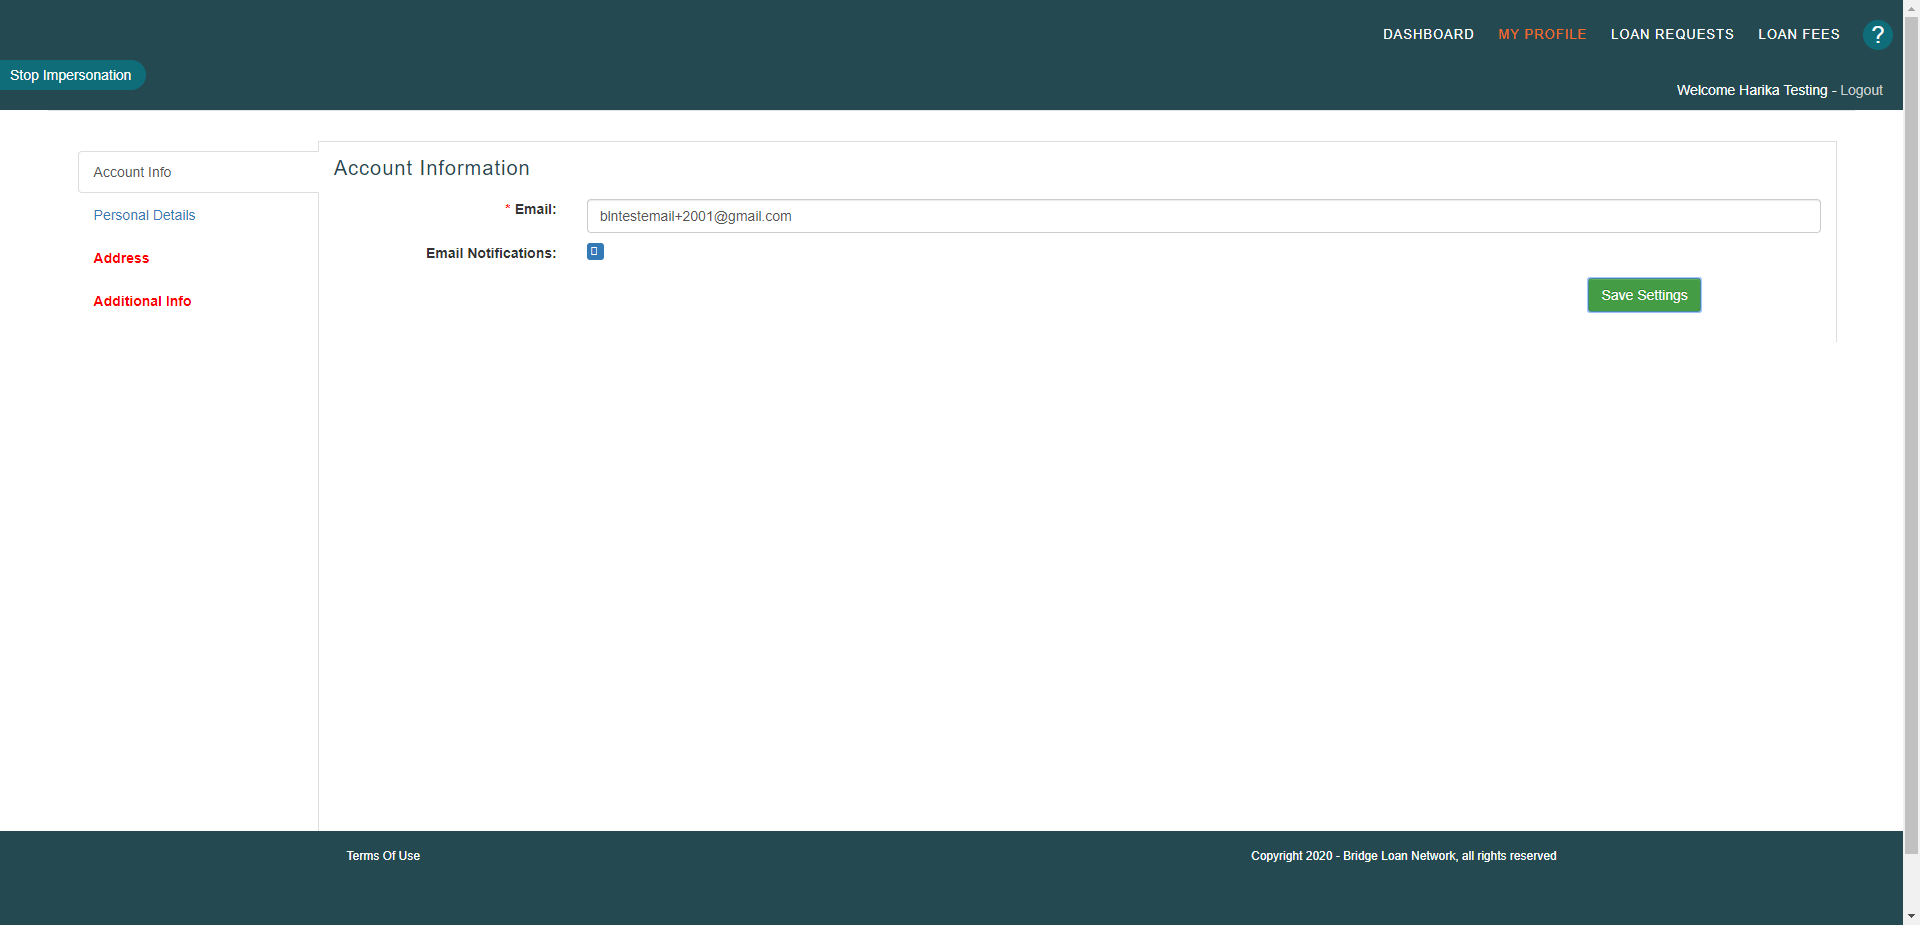 DASHBOARD MY PROFILE LOAN REQUESTS LOAN FEES ?
Stop Impersonation
Welcome Harika Testing - Logout
Account Info
Personal Details
Address
Additional Info
Account Information
* Email: blntestemail+2001@gmail.com
Email Notifications:
Save Settings
Terms Of Use
Copyright 2020 - Bridge Loan Network, all rights reserved